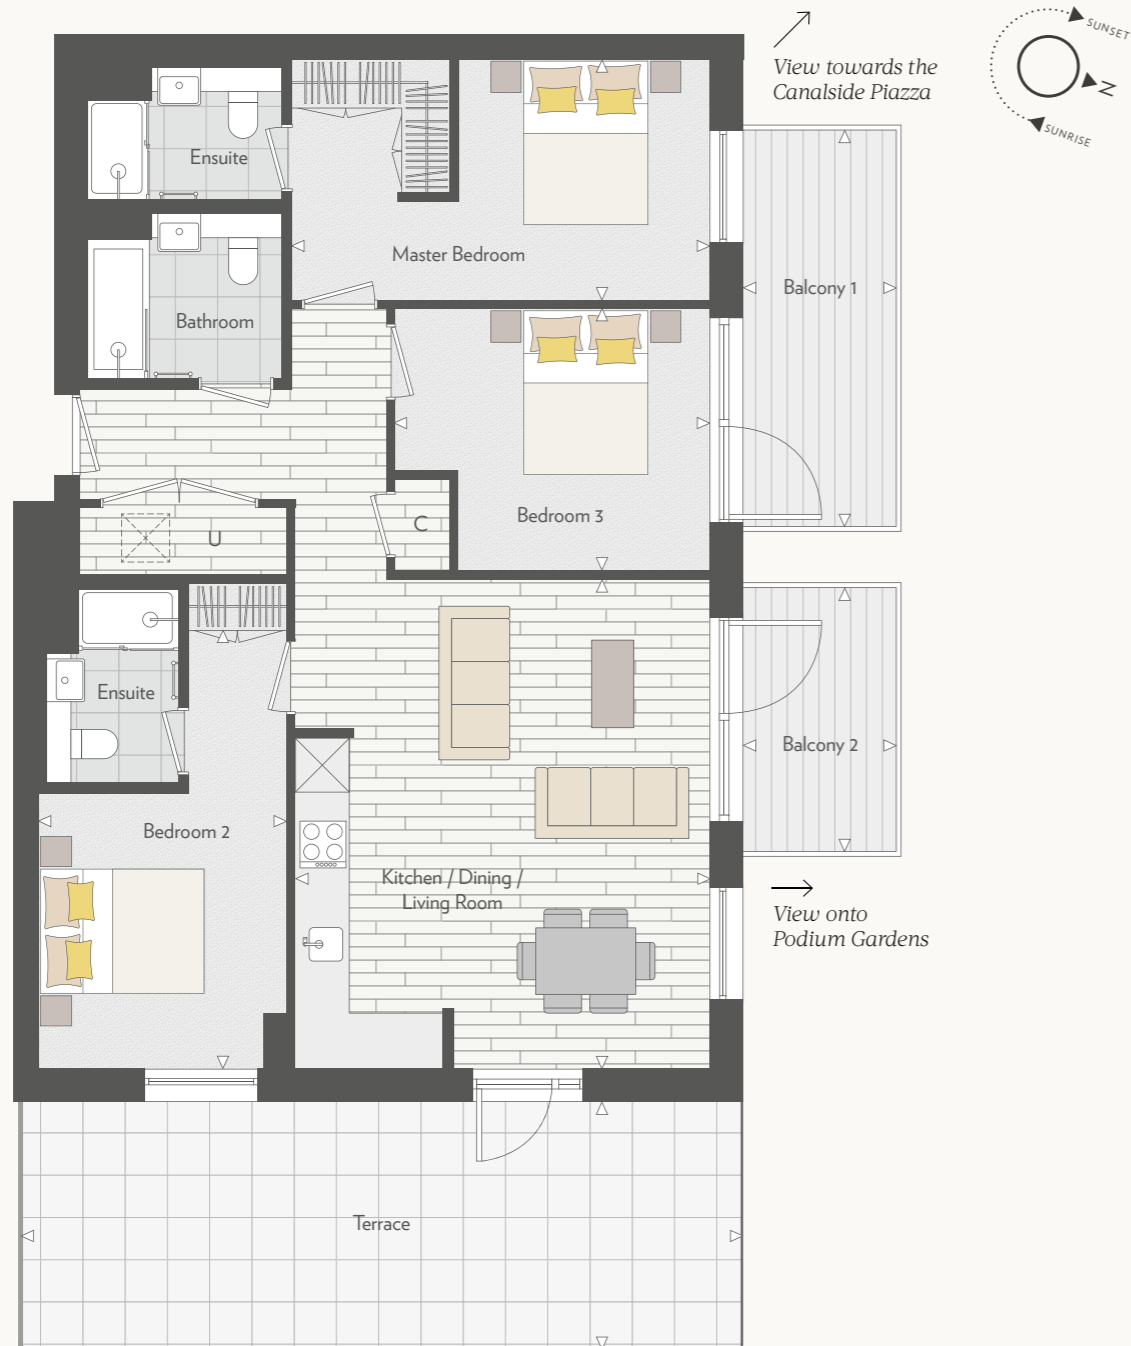 SUNSET
N
SUNRISE
View towards the
Canalside Piazza
Ensuite
Master Bedroom
Balcony 1
Bathroom
Bedroom 3
C
U
Ensuite
Balcony 2
Bedroom 2
Kitchen / Dining /
Living Room
View onto
Podium Gardens
Terrace